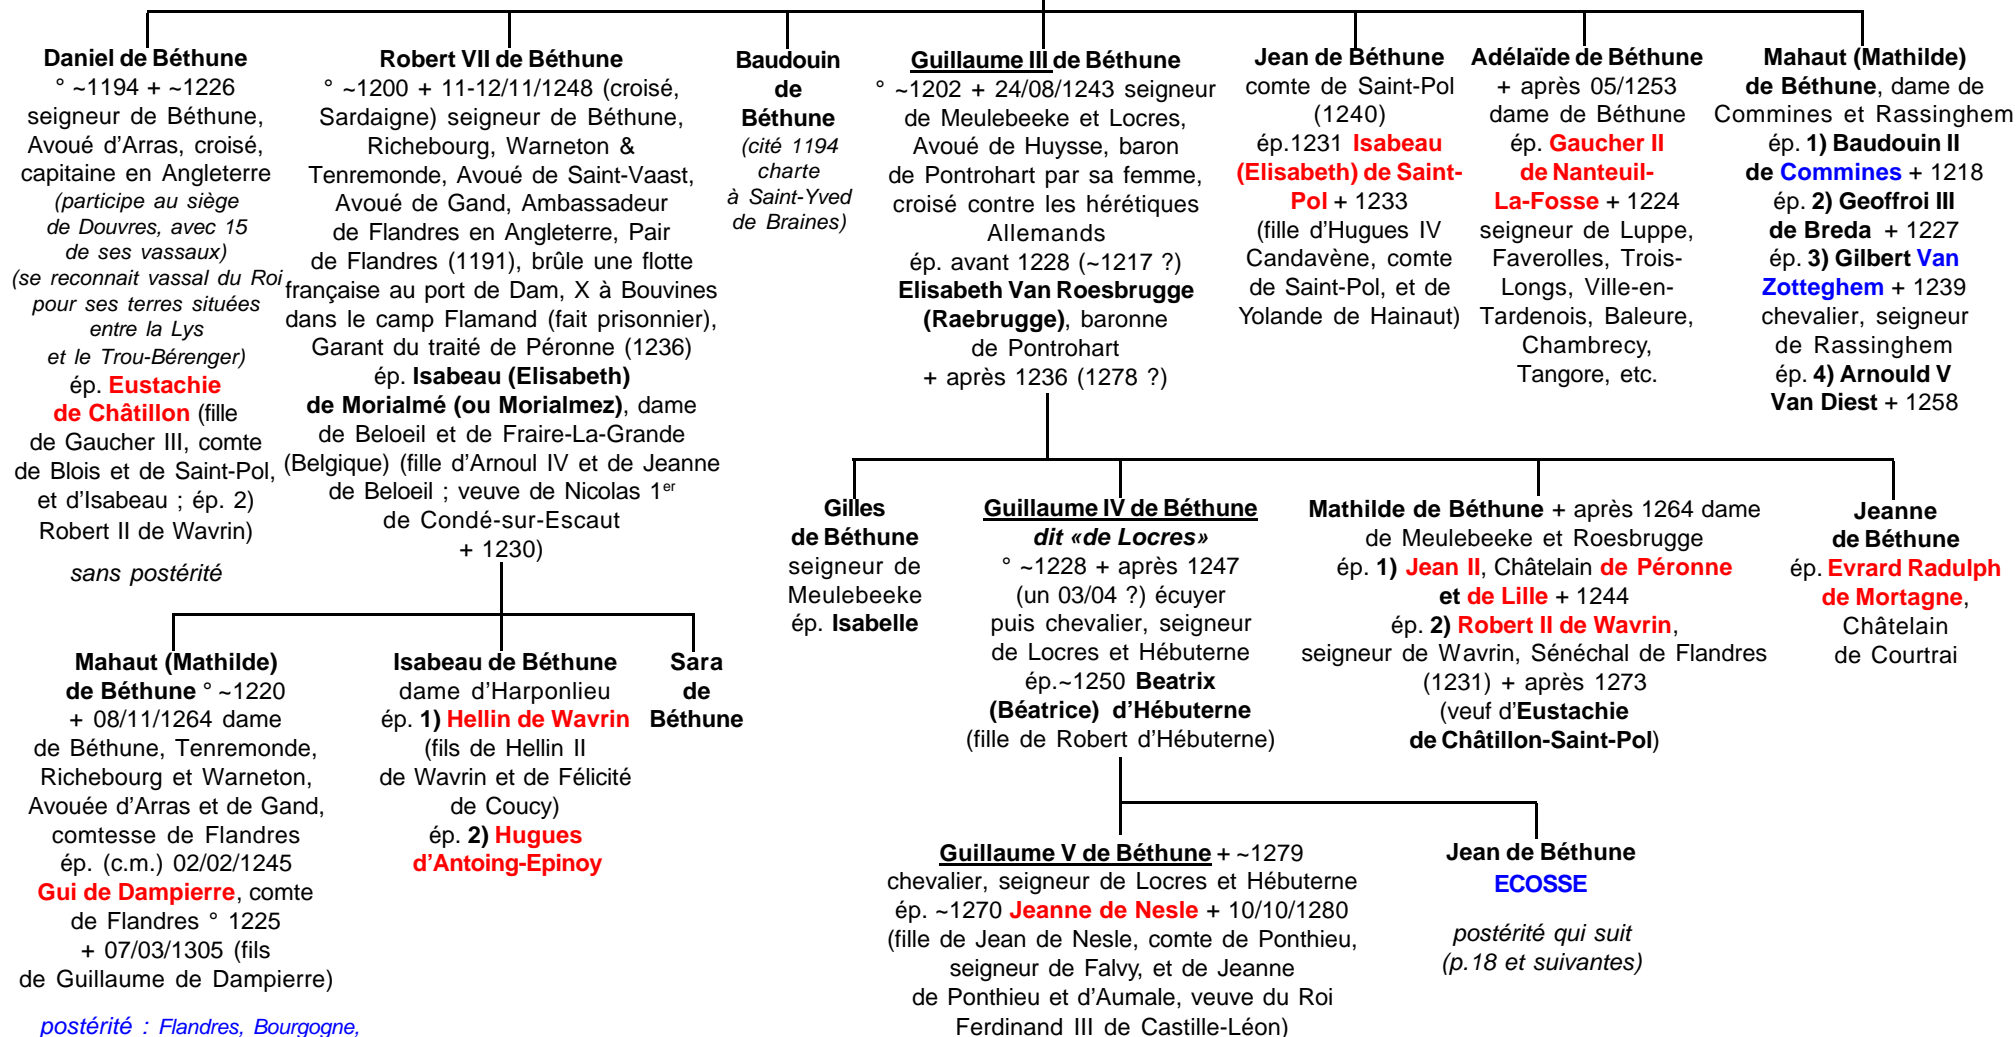 Daniel de Béthune
° ~1194 + ~1226
seigneur de Béthune,
Avoué d'Arras, croisé,
capitaine en Angleterre
(participe au siège
de Douvres, avec 15
de ses vassaux)
(se reconnait vassal du Roi
pour ses terres situées
entre la Lys
et le Trou-Bérenger)
ép. Eustachie
de Châtillon (fille
de Gaucher III, comte
de Blois et de Saint-Pol,
et d'Isabeau ; ép. 2)
Robert II de Wavrin)
sans postérité
Robert VII de Béthune
° ~1200 + 11-12/11/1248 (croisé,
Sardaigne) seigneur de Béthune,
Richebourg, Warneton &
Tenremonde, Avoué de Saint-Vaast,
Avoué de Gand, Ambassadeur
de Flandres en Angleterre, Pair
de Flandres (1191), brûle une flotte
française au port de Dam, X à Bouvines
dans le camp Flamand (fait prisonnier),
Garant du traité de Péronne (1236)
ép. Isabeau (Elisabeth)
de Morialmé (ou Morialmez), dame
de Beloeil et de Fraire-La-Grande
(Belgique) (fille d'Arnoul IV et de Jeanne
de Beloeil ; veuve de Nicolas 1er
de Condé-sur-Escaut
+ 1230)
Baudouin
de
Béthune
(cité 1194
charte
à Saint-Yved
de Braines)
Guillaume III de Béthune
° ~1202 + 24/08/1243 seigneur
de Meulebeeke et Locres,
Avoué de Huysse, baron
de Pontrohart par sa femme,
croisé contre les hérétiques
Allemands
ép. avant 1228 (~1217 ?)
Elisabeth Van Roesbrugge
(Raebrugge), baronne
de Pontrohart
+ après 1236 (1278 ?)
Jean de Béthune
comte de Saint-Pol
(1240)
ép.1231 Isabeau
(Elisabeth) de Saint-
Pol + 1233
(fille d'Hugues IV
Candavène, comte
de Saint-Pol, et de
Yolande de Hainaut)
Adélaïde de Béthune
+ après 05/1253
dame de Béthune
ép. Gaucher II
de Nanteuil-
La-Fosse + 1224
seigneur de Luppe,
Faverolles, Trois-
Longs, Ville-en-
Tardenois, Baleure,
Chambrecy,
Tangore, etc.
Mahaut (Mathilde)
de Béthune, dame de
Commines et Rassinghem
ép. 1) Baudouin II
de Commines + 1218
ép. 2) Geoffroi III
de Breda + 1227
ép. 3) Gilbert Van
Zotteghem + 1239
chevalier, seigneur
de Rassinghem
ép. 4) Arnould V
Van Diest + 1258
Gilles
de Béthune
seigneur de
Meulebeeke
ép. Isabelle
Guillaume IV de Béthune
dit «de Locres»
° ~1228 + après 1247
(un 03/04 ?) écuyer
puis chevalier, seigneur
de Locres et Hébuterne
ép.~1250 Beatrix
(Béatrice) d'Hébuterne
(fille de Robert d'Hébuterne)
Mathilde de Béthune + après 1264 dame
de Meulebeeke et Roesbrugge
ép. 1) Jean II, Châtelain de Péronne
et de Lille + 1244
ép. 2) Robert II de Wavrin,
seigneur de Wavrin, Sénéchal de Flandres
(1231) + après 1273
(veuf d'Eustachie
de Châtillon-Saint-Pol)
Jeanne
de Béthune
ép. Evrard Radulph
de Mortagne,
Châtelain
de Courtrai
Mahaut (Mathilde)
de Béthune ° ~1220
+ 08/11/1264 dame
de Béthune, Tenremonde,
Richebourg et Warneton,
Avouée d'Arras et de Gand,
comtesse de Flandres
ép. (c.m.) 02/02/1245
Gui de Dampierre, comte
de Flandres ° 1225
+ 07/03/1305 (fils
de Guillaume de Dampierre)
postérité : Flandres, Bourgogne,
Isabeau de Béthune
dame d'Harponlieu
ép. 1) Hellin de Wavrin
(fils de Hellin II
de Wavrin et de Félicité
de Coucy)
ép. 2) Hugues
d'Antoing-Epinoy
Sara
de
Béthune
Guillaume V de Béthune + ~1279
chevalier, seigneur de Locres et Hébuterne
ép. ~1270 Jeanne de Nesle + 10/10/1280
(fille de Jean de Nesle, comte de Ponthieu,
seigneur de Falvy, et de Jeanne
de Ponthieu et d'Aumale, veuve du Roi
Ferdinand III de Castille-Léon)
Jean de Béthune
ECOSSE
postérité qui suit
(p.18 et suivantes)